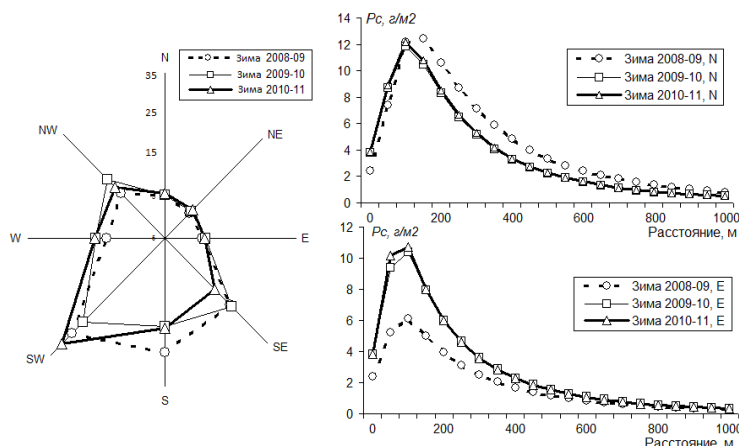 N
Зима 2008-09
Зима 2009-10
Зима 2010-11
35
25
15
NW
NE
W
E
SW
SE
S
Pc, г/м2
14
12
10
8
6
4
2
0
0 200 400 600 800 1000
Расстояние, м
Зима 2008-09, N
Зима 2009-10, N
Зима 2010-11, N
Pc, г/м2
12
10
8
6
4
2
0
0 200 400 600 800 1000
Расстояние, м
Зима 2008-09, E
Зима 2009-10, E
Зима 2010-11, E